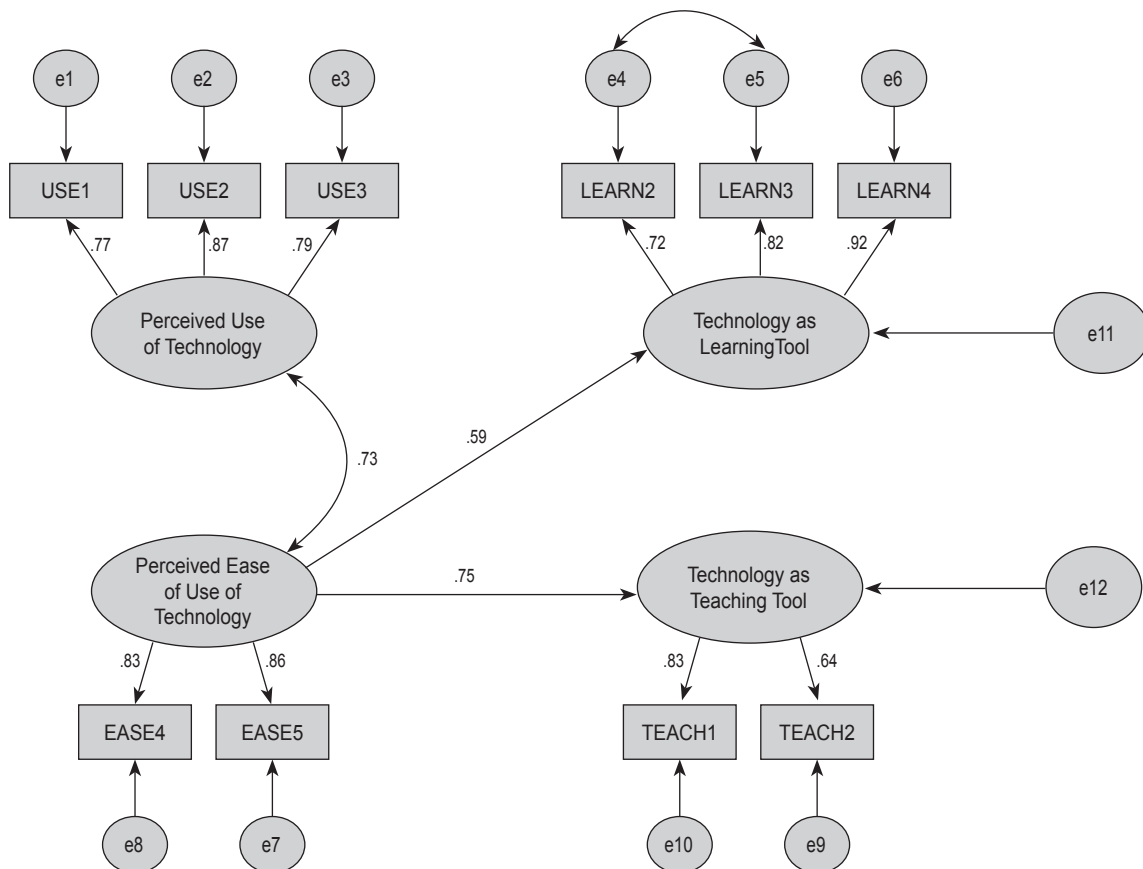 e1
e2
e3
e4
e5
e6
USE1
USE2
USE3
LEARN2
LEARN3
LEARN4
.77
.87
.79
.72
.82
.92
Perceived Use
of Technology
Technology as
LearningTool
e11
.59
.73
Perceived Ease
of Use of
Technology
.75
Technology as
Teaching Tool
e12
.83
.86
.83
.64
EASE4
EASE5
TEACH1
TEACH2
e8
e7
e10
e9